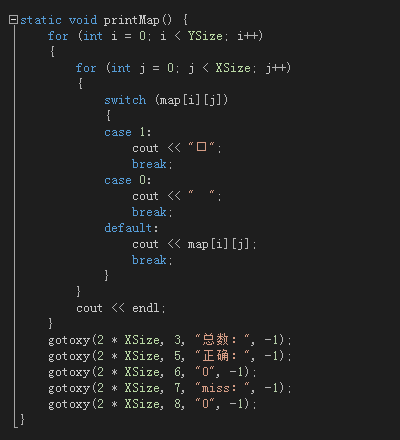 static void printMap() {
    for (int i = 0; i < YSize; i++)
    {
        for (int j = 0; j < XSize; j++)
        {
            switch (map[i][j])
            {
            case 1:
                cout << "□";
                break;
            case 0:
                cout << "  ";
                break;
            default:
                cout << map[i][j];
                break;
            }
        }
        cout << endl;
    }
    gotoxy(2 * XSize, 3, "总数：", -1);
    gotoxy(2 * XSize, 5, "正确：", -1);
    gotoxy(2 * XSize, 6, "0", -1);
    gotoxy(2 * XSize, 7, "miss：", -1);
    gotoxy(2 * XSize, 8, "0", -1);
}